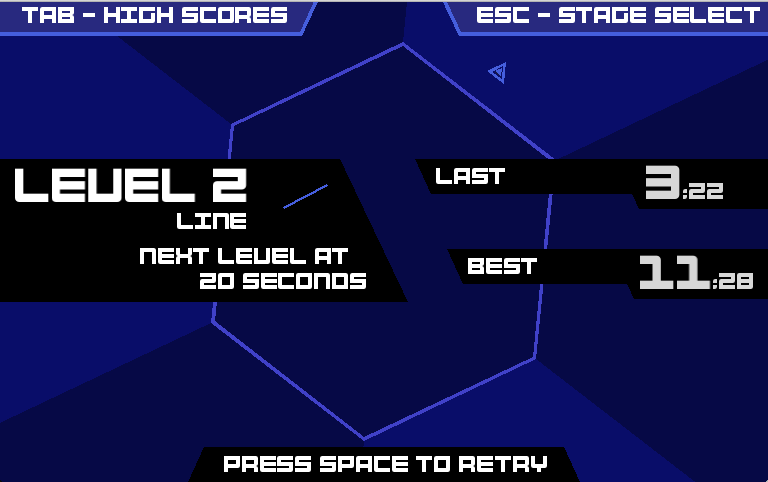 TAB - HIGH SCORES
ESC - STAGE SELECT
LEVEL 2
LINE
NEXT LEVEL AT
20 SECONDS
LAST 3:22
BEST 11:28
PRESS SPACE TO RETRY